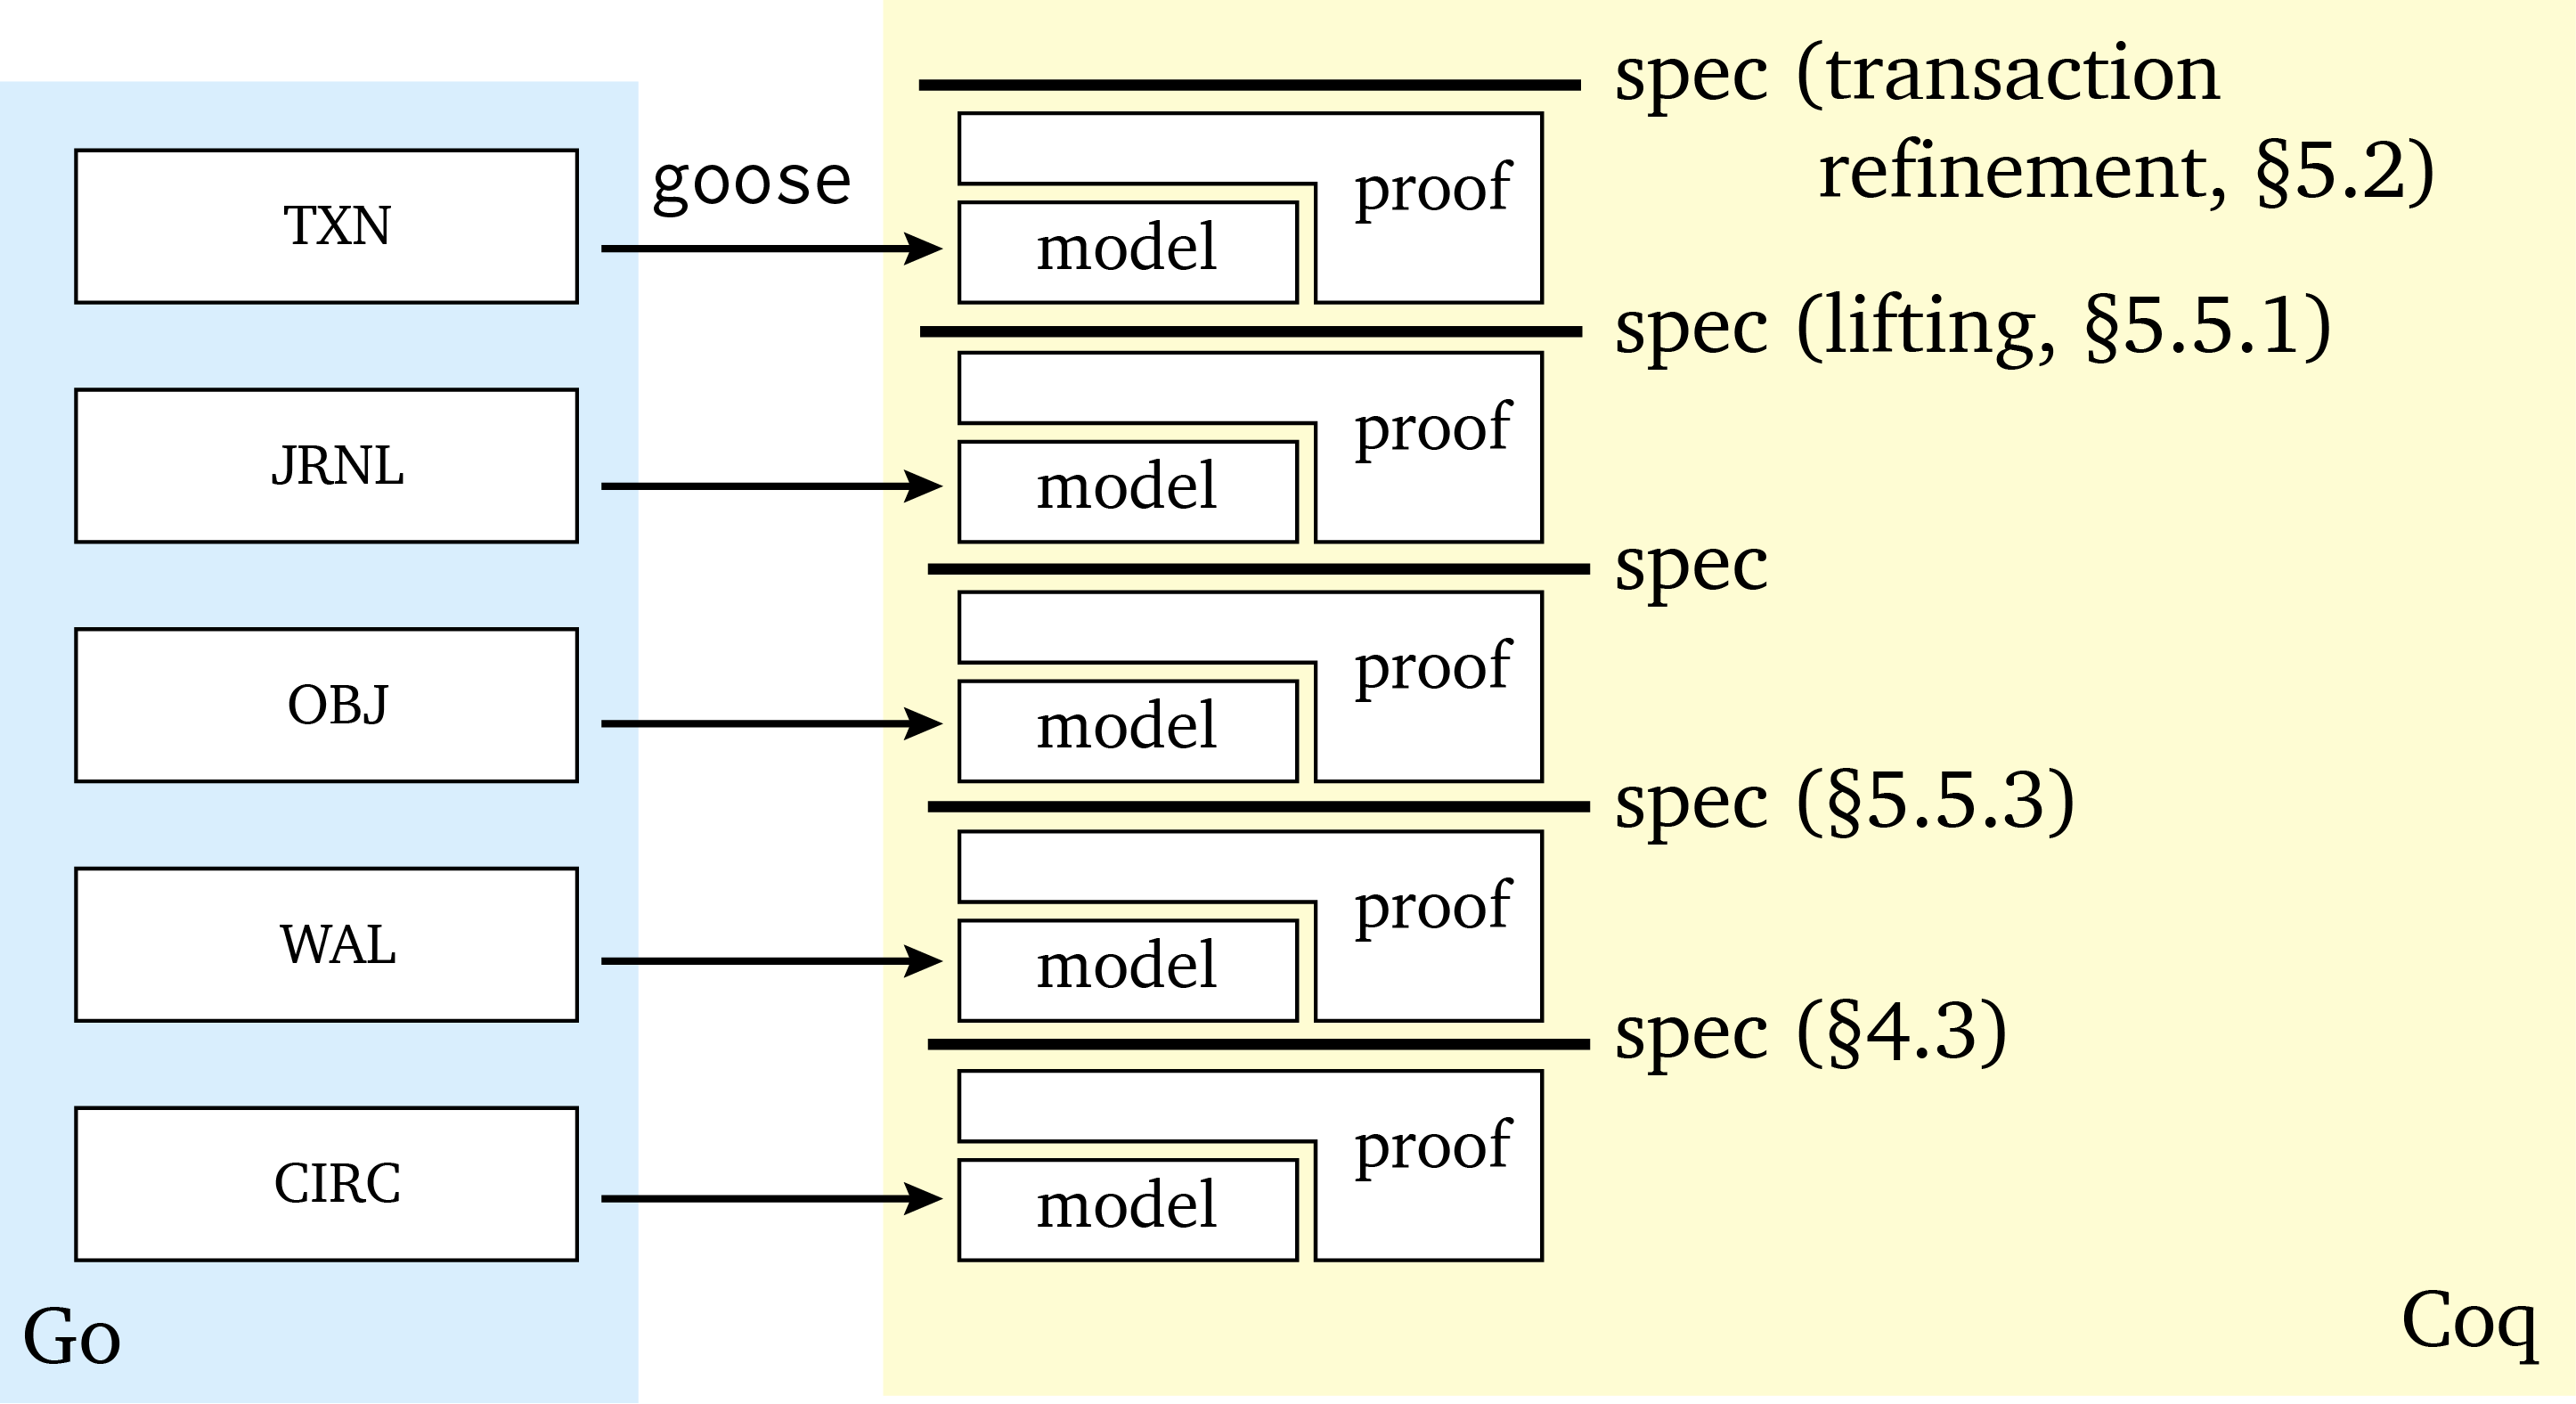 spec (transaction
refinement, §5.2)
goose
TXN
proof
model
spec (lifting, §5.5.1)
JRNL
proof
model
spec
OBJ
proof
model
spec (§5.5.3)
WAL
proof
model
spec (§4.3)
CIRC
proof
model
Go
Coq